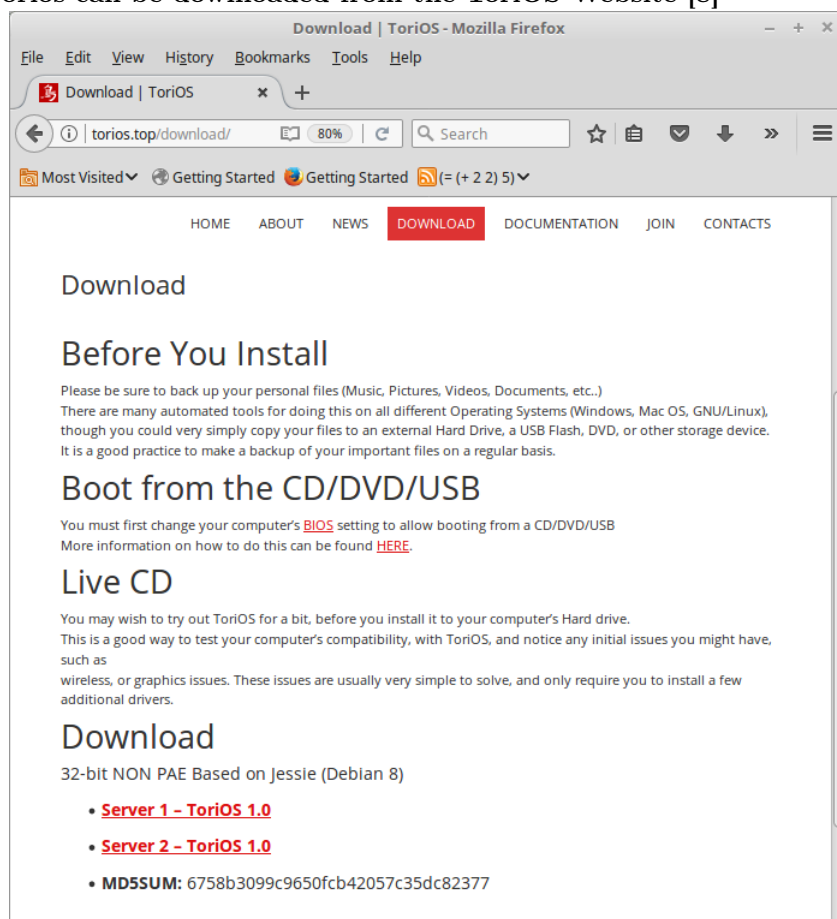 ories can be downloaded from the ToriOS website [8]
Download | ToriOS - Mozilla Firefox
File Edit View History Bookmarks Tools Help
Download | ToriOS
torios.top/download/ 80% Search
Most Visited Getting Started Getting Started (= (+ 2 2) 5)
HOME ABOUT NEWS DOWNLOAD DOCUMENTATION JOIN CONTACTS
Download
Before You Install
Please be sure to back up your personal files (Music, Pictures, Videos, Documents, etc..)
There are many automated tools for doing this on all different Operating Systems (Windows, Mac OS, GNU/Linux),
though you could very simply copy your files to an external Hard Drive, a USB Flash, DVD, or other storage device.
It is a good practice to make a backup of your important files on a regular basis.
Boot from the CD/DVD/USB
You must first change your computer's BIOS setting to allow booting from a CD/DVD/USB
More information on how to do this can be found HERE.
Live CD
You may wish to try out ToriOS for a bit, before you install it to your computer's Hard drive.
This is a good way to test your computer's compatibility, with ToriOS, and notice any initial issues you might have,
such as
wireless, or graphics issues. These issues are usually very simple to solve, and only require you to install a few
additional drivers.
Download
32-bit NON PAE Based on Jessie (Debian 8)
• Server 1 – ToriOS 1.0
• Server 2 – ToriOS 1.0
• MD5SUM: 6758b3099c9650fcb42057c35dc82377